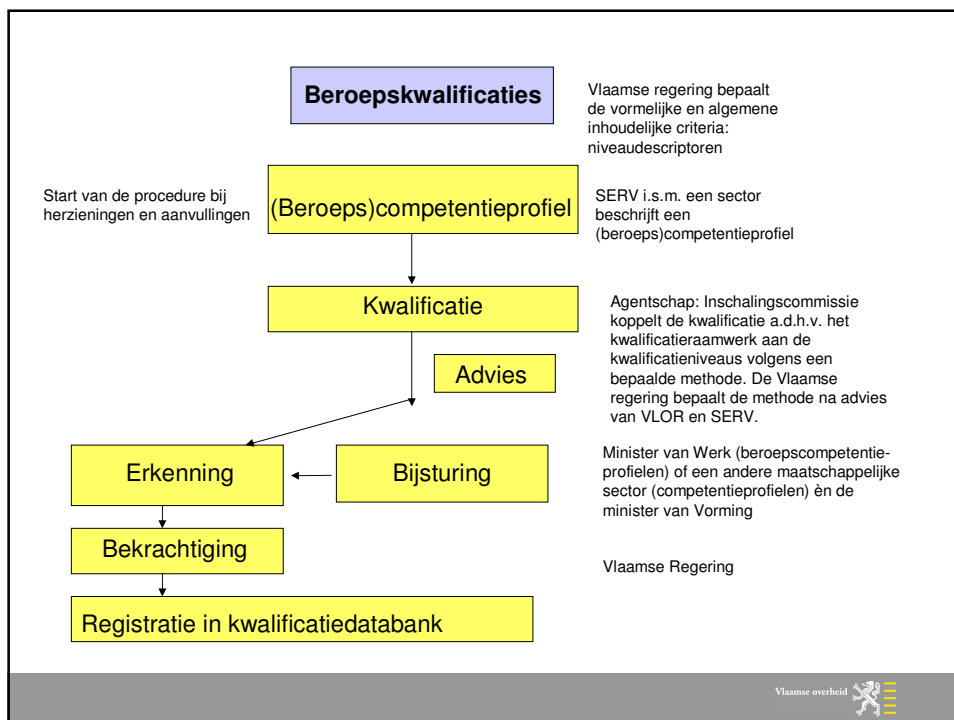 Beroepskwalificaties
Vlaamse regering bepaalt
de vormelijke en algemene
inhoudelijke criteria:
niveaudescriptoren
Start van de procedure bij
herzieningen en aanvullingen
(Beroeps)competentieprofiel
SERV i.s.m. een sector
beschrijft een
(beroeps)competentieprofiel
Kwalificatie
Agentschap: Inschalingscommissie
koppelt de kwalificatie a.d.h.v. het
kwalificatieraamwerk aan de
kwalificatieniveaus volgens een
bepaalde methode. De Vlaamse
regering bepaalt de methode na advies
van VLOR en SERV.
Advies
Erkenning
Bijsturing
Minister van Werk (beroepscompetentie-
profielen) of een andere maatschappelijke
sector (competentieprofielen) èn de
minister van Vorming
Bekrachtiging
Vlaamse Regering
Registratie in kwalificatiedatabank
Vlaamse overheid